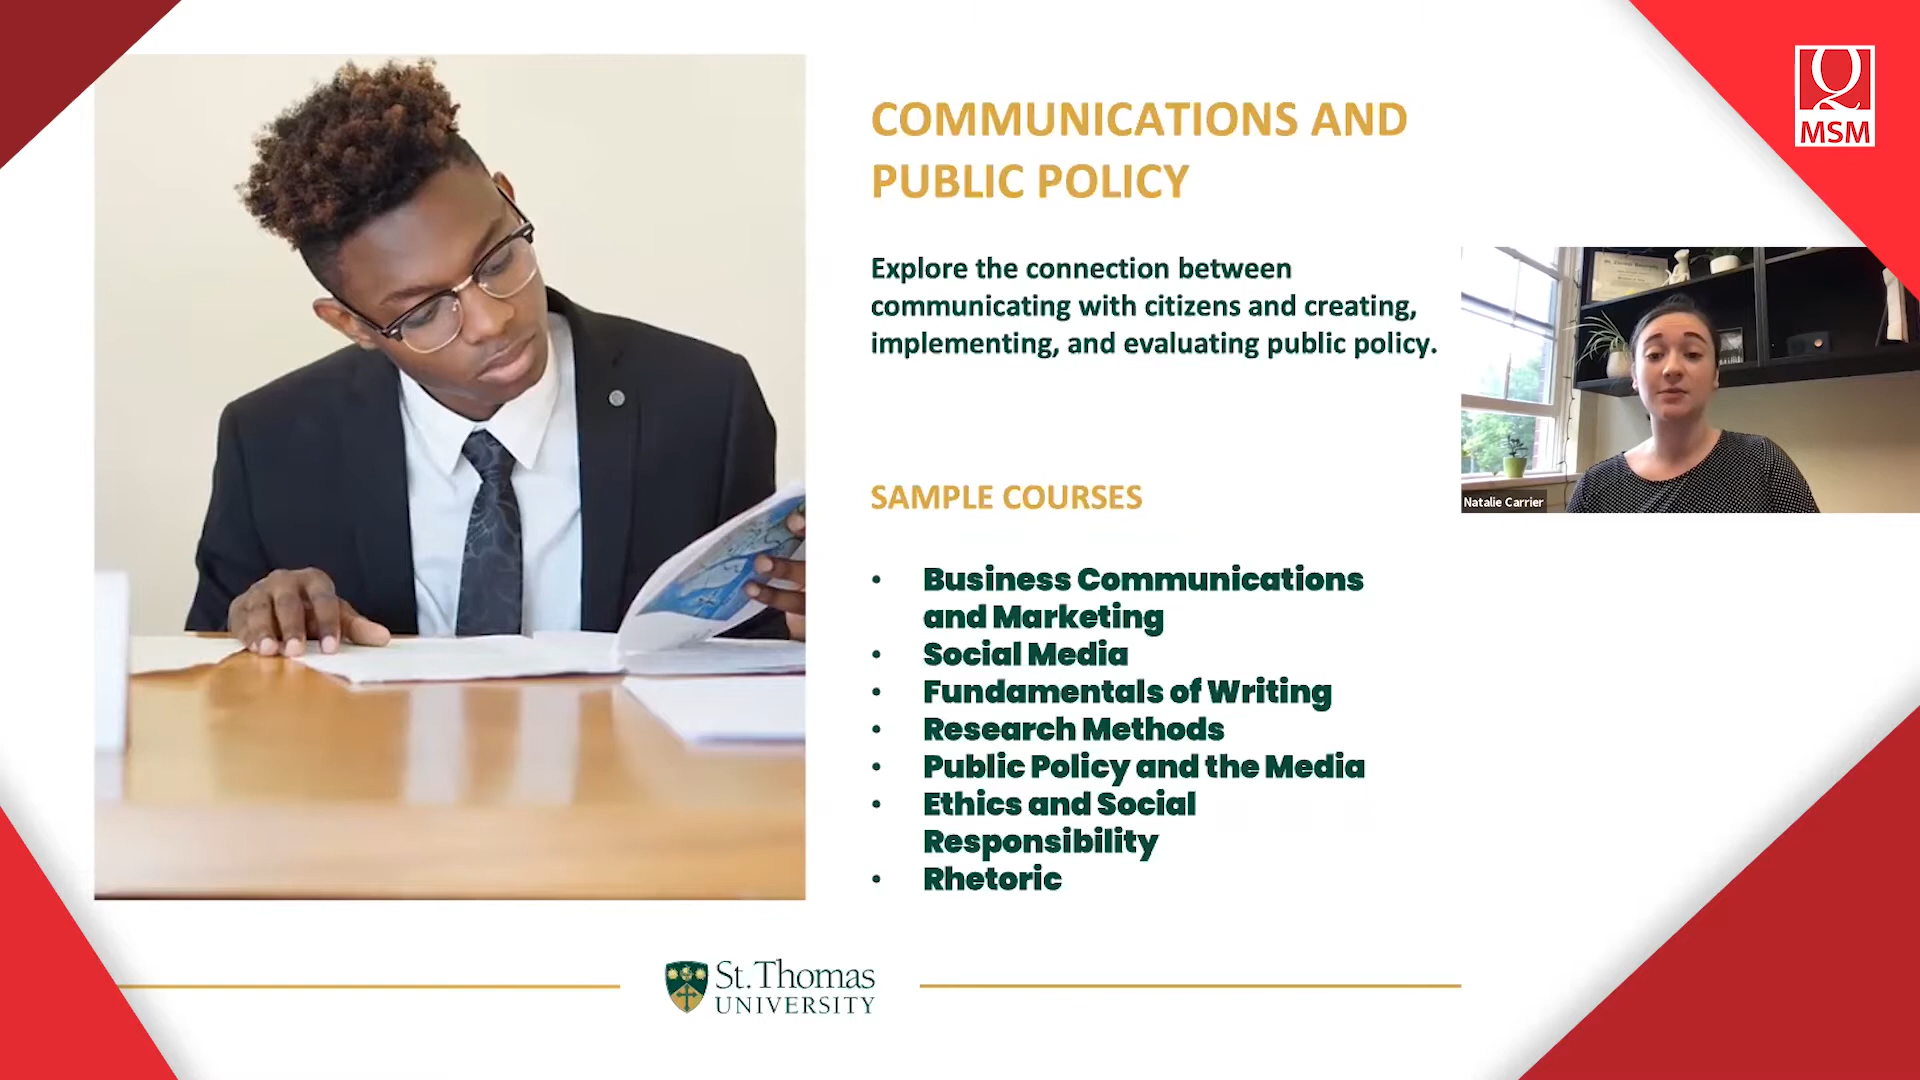 COMMUNICATIONS AND
PUBLIC POLICY
Explore the connection between
communicating with citizens and creating,
implementing, and evaluating public policy.
SAMPLE COURSES
• Business Communications
and Marketing
• Social Media
• Fundamentals of Writing
• Research Methods
• Public Policy and the Media
• Ethics and Social
Responsibility
• Rhetoric
MSM
Natalie Carrier
St. Thomas
UNIVERSITY